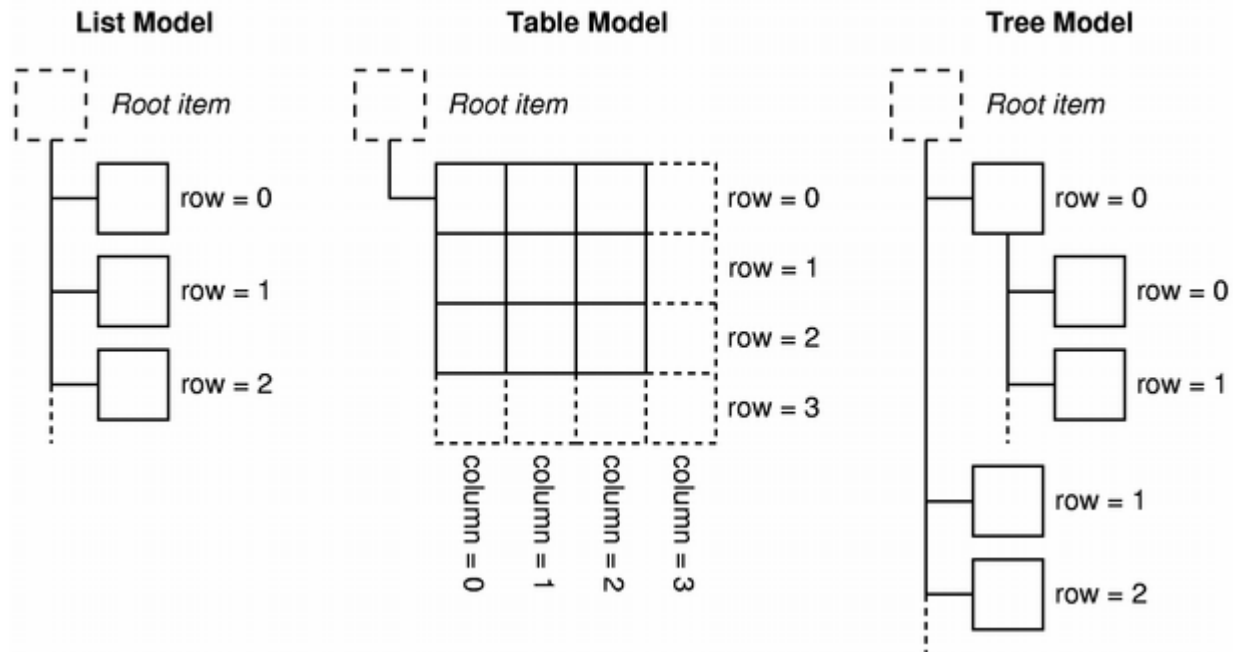 List Model
Root item
row = 0
row = 1
row = 2
Table Model
Root item
row = 0
row = 1
row = 2
row = 3
column = 0
column = 1
column = 2
column = 3
Tree Model
Root item
row = 0
row = 0
row = 1
row = 1
row = 2